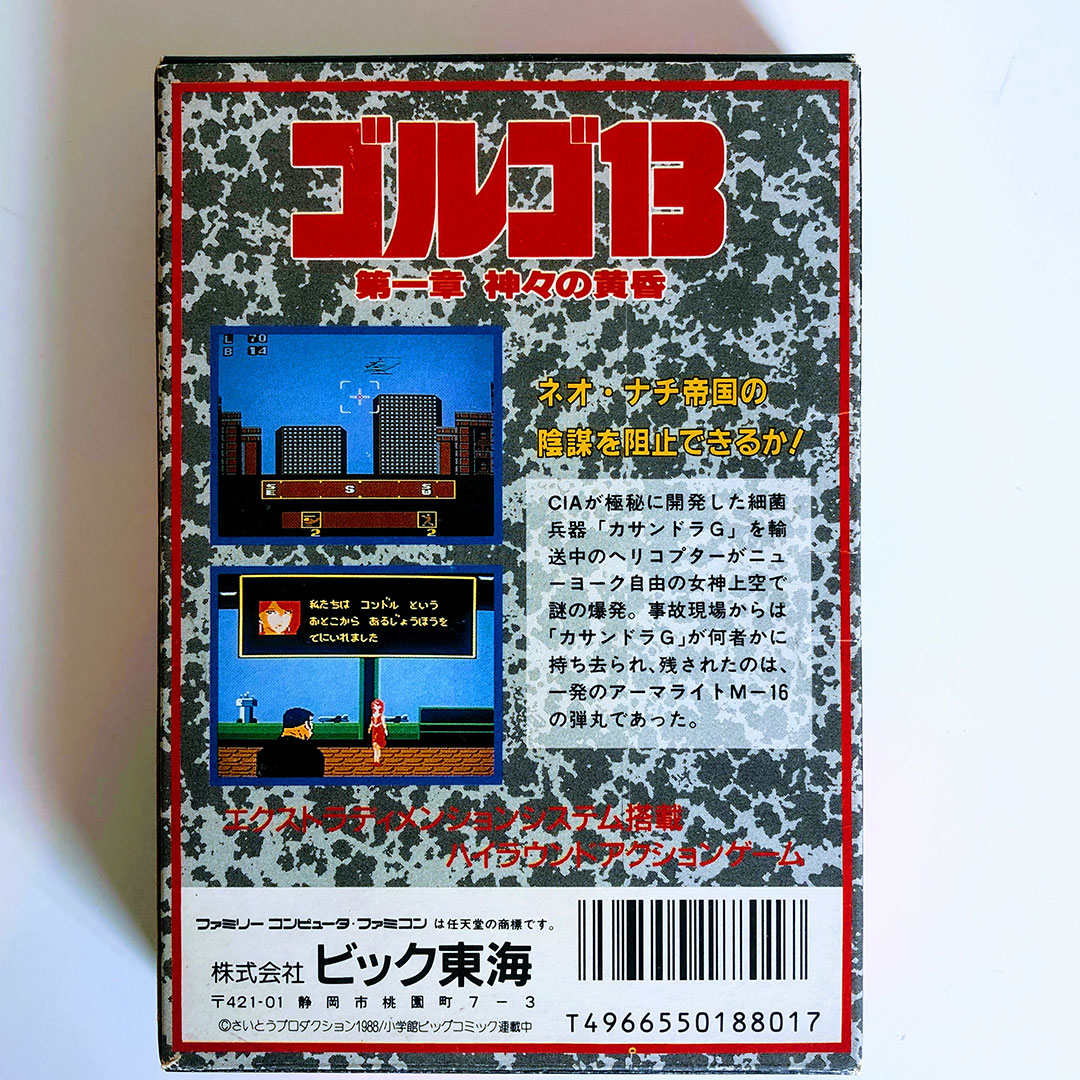 ゴルゴ13
第一章 神々の黄昏
L 70
B 14
SE S SW
2 2
ネオ・ナチ帝国の
陰謀を阻止できるか!
CIAが極秘に開発した細菌
兵器「カサンドラG」を輸
送中のヘリコプターがニュ
ーヨーク自由の女神上空で
謎の爆発。事故現場からは
「カサンドラG」が何者かに
持ち去られ、残されたのは、
一発のアーマライトM−16
の弾丸であった。
私たちは コンドル という
おとこから あるじょうほうを
てにいれました
エクストラディメンションシステム搭載
ハイラウンドアクションゲーム
ファミリーコンピュータ・ファミコン は任天堂の商標です。
株式会社 ビック東海
〒421-01 静岡市桃園町7−3
©さいとうプロダクション1988/小学館ビッグコミック連載中
T4966550188017